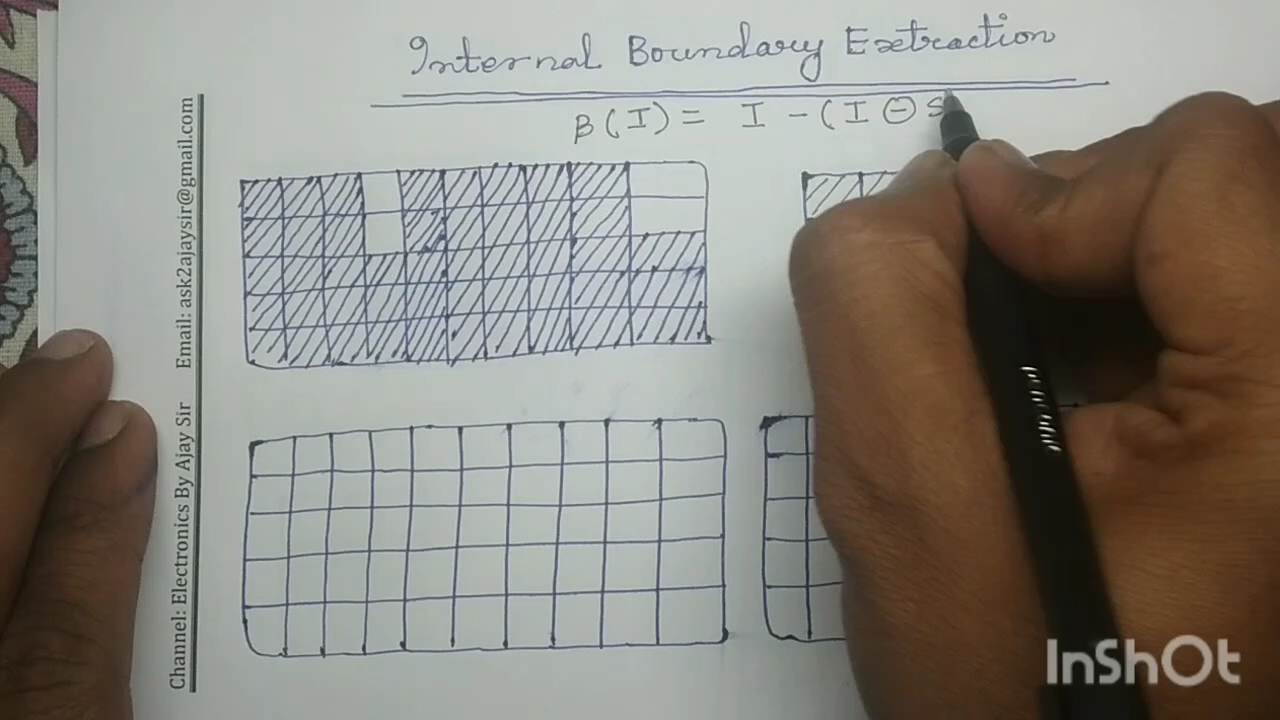 Internal Boundary Extraction
β(I) = I - (I ⊖ S
Channel: Electronics By Ajay Sir Email: ask2ajaysir@gmail.com
InShOt